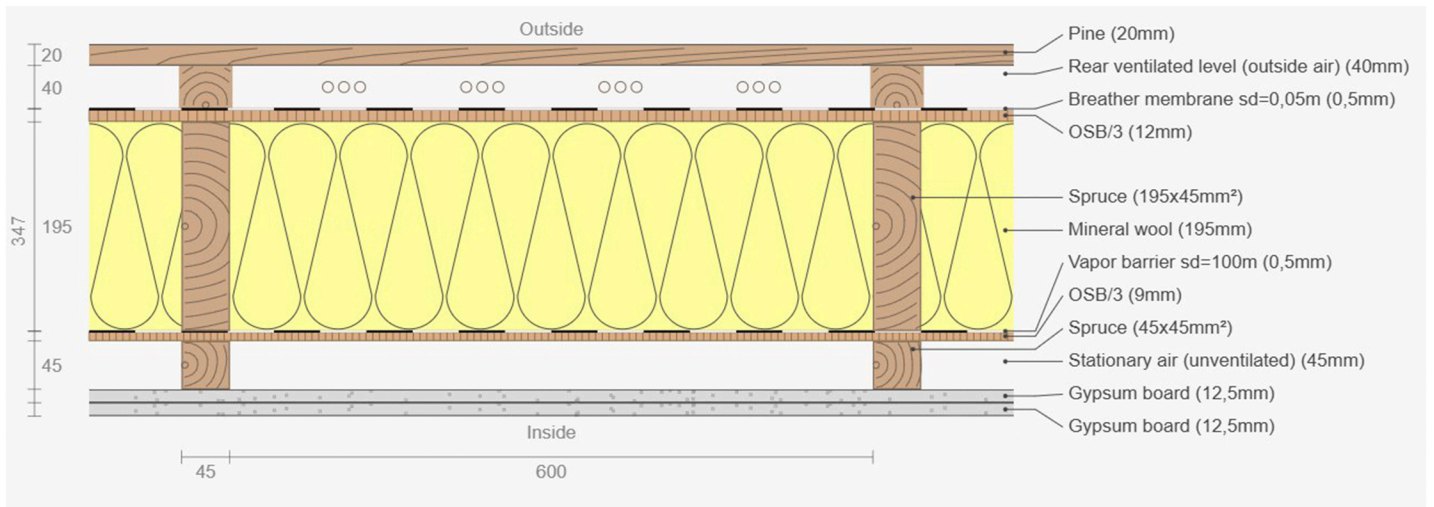 Outside
20
40
195
347
45
Pine (20mm)
Rear ventilated level (outside air) (40mm)
Breather membrane sd=0,05m (0,5mm)
OSB/3 (12mm)
Spruce (195x45mm²)
Mineral wool (195mm)
Vapor barrier sd=100m (0,5mm)
OSB/3 (9mm)
Spruce (45x45mm²)
Stationary air (unventilated) (45mm)
Gypsum board (12,5mm)
Gypsum board (12,5mm)
Inside
45
600